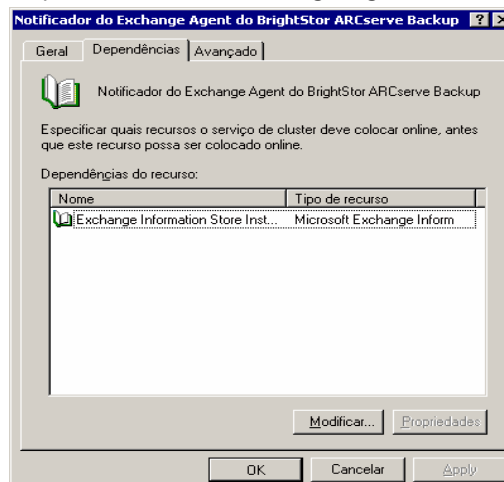 Notificador do Exchange Agent do BrightStor ARCserve Backup
Geral Dependências Avançado
Notificador do Exchange Agent do BrightStor ARCserve Backup
Especificar quais recursos o serviço de cluster deve colocar online, antes
que este recurso possa ser colocado online.
Dependências do recurso:
Nome Tipo de recurso
Exchange Information Store Inst... Microsoft Exchange Inform
Modificar... Propriedades
OK Cancelar Apply